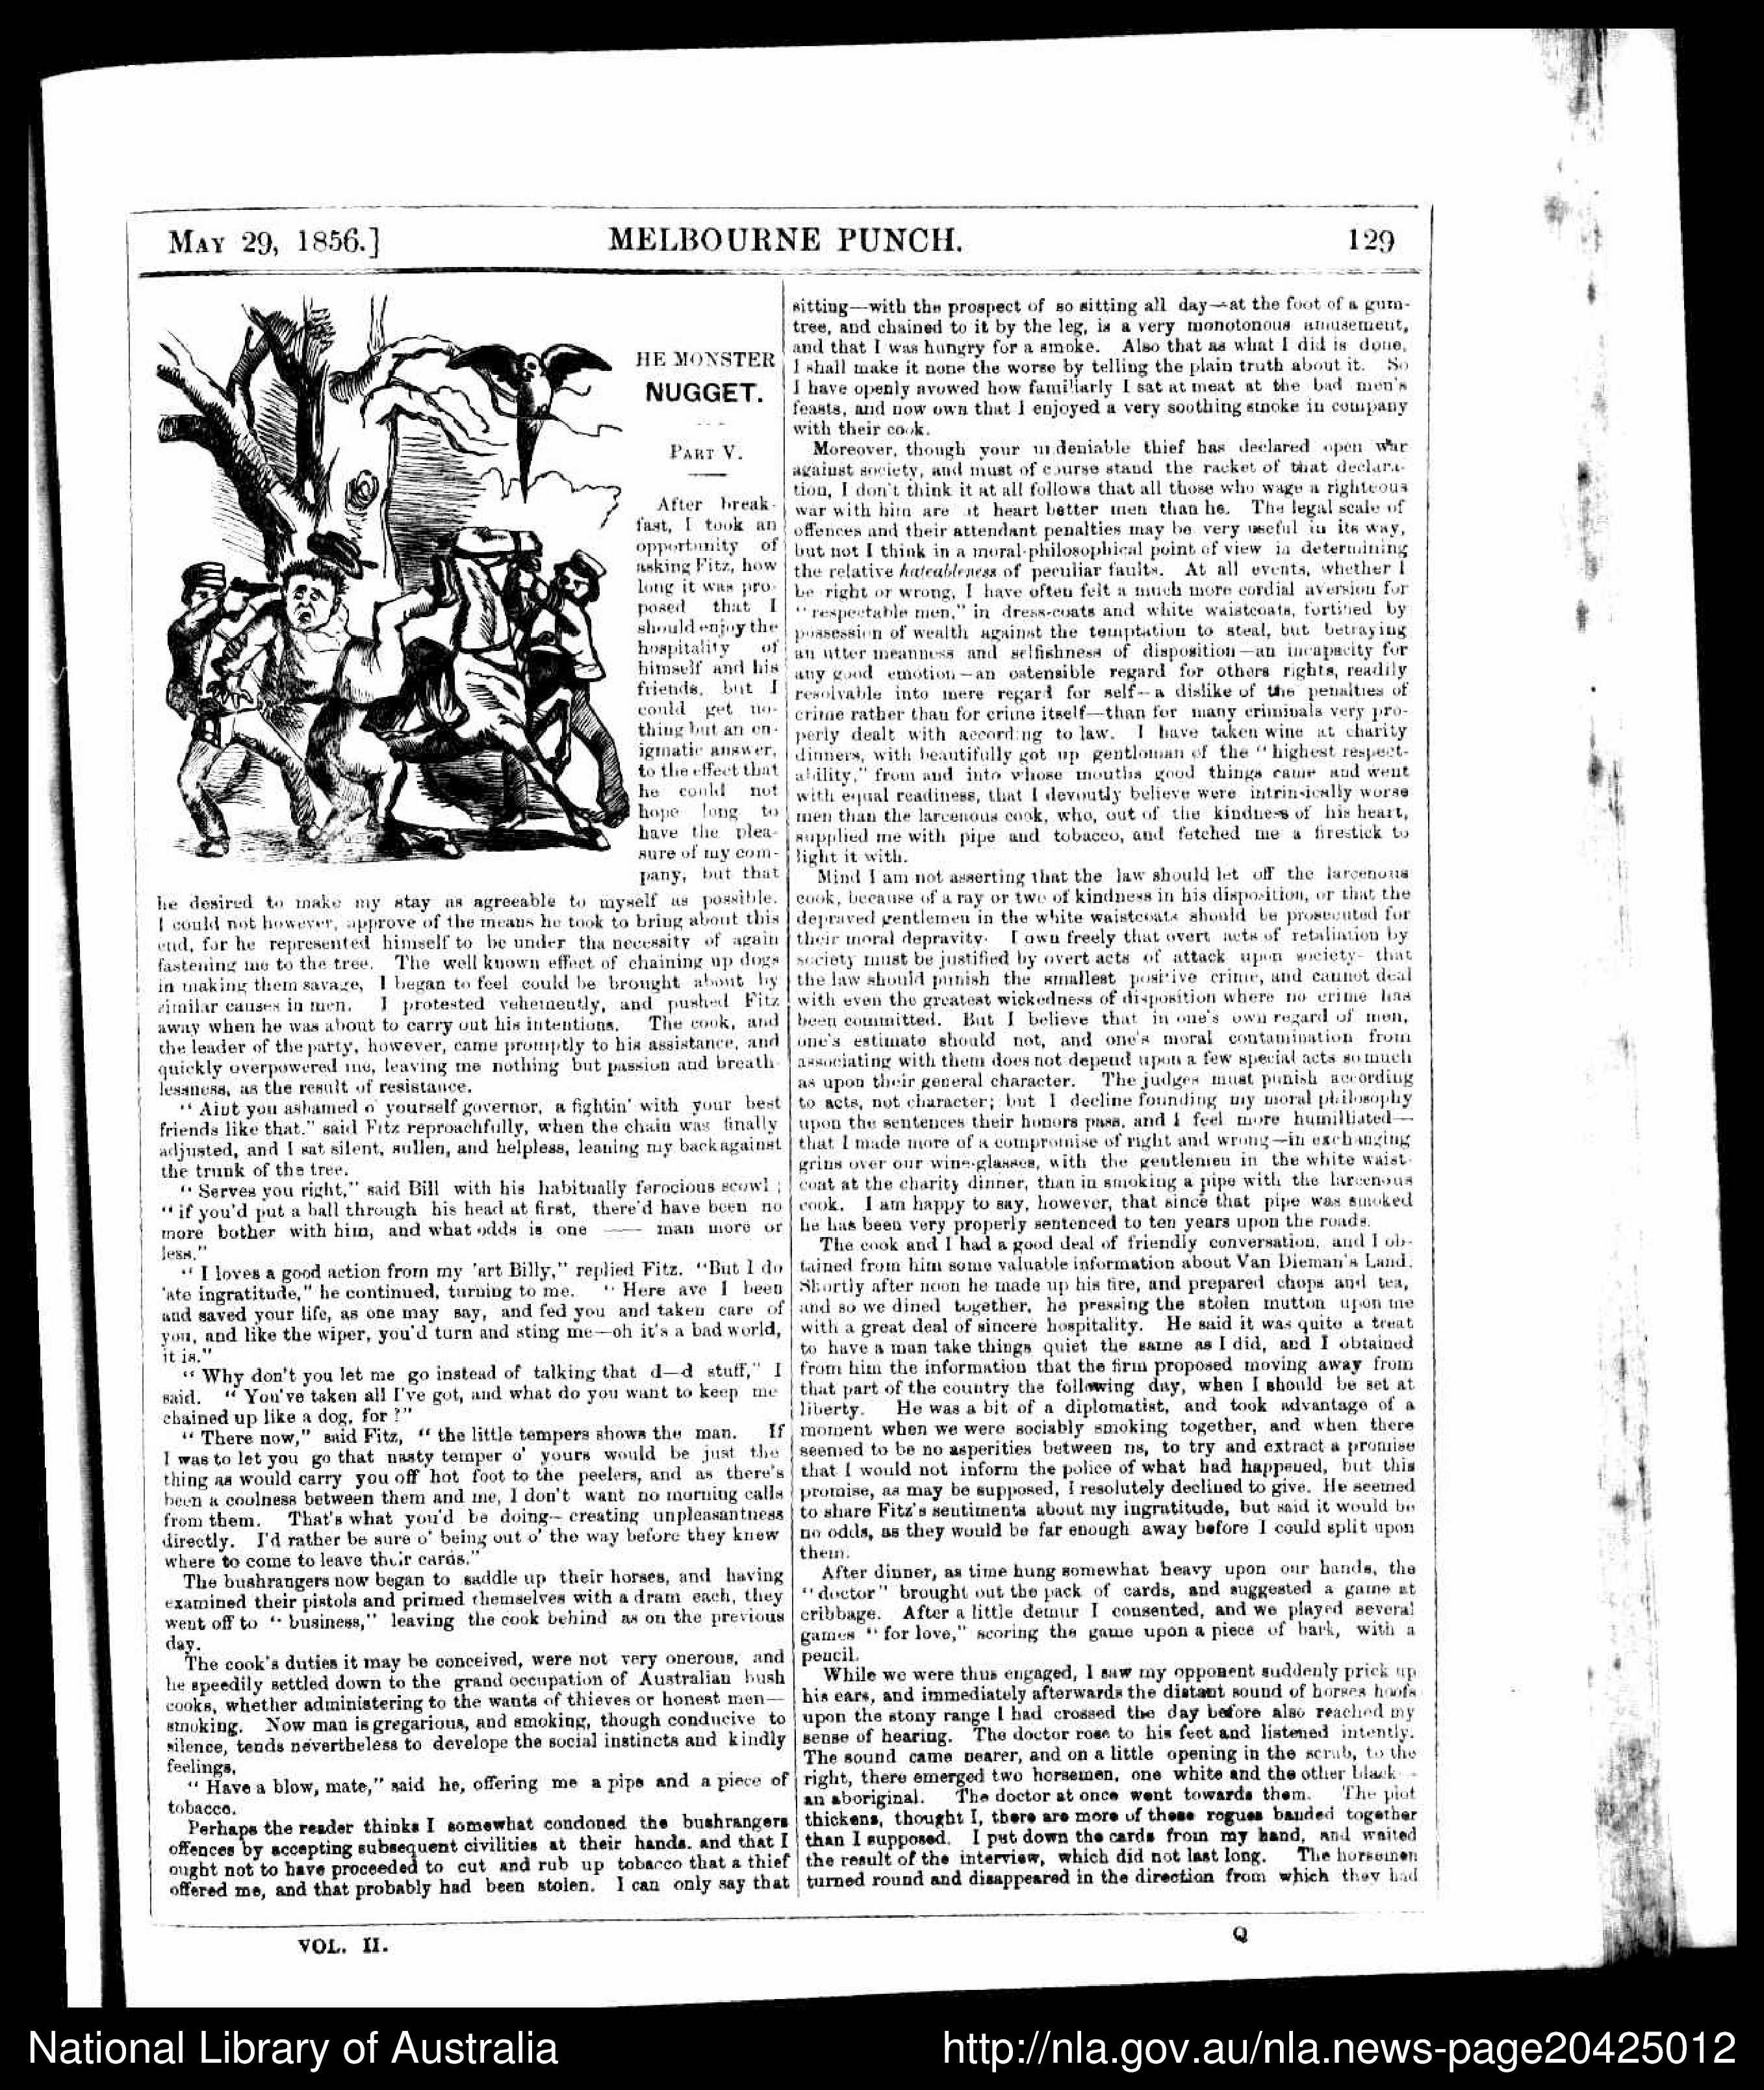 MAY 29, 1856.]
MELBOURNE PUNCH.
129
HE MONSTER
NUGGET.
PART V.
After break-
fast, I took an
opportunity of
asking Fitz, how
long it was pro-
posed that I
should enjoy the
hospitality of
himself and his
friends, but I
could get no-
thing but an en-
igmatic answer,
to the effect that
he could not
hope long to
have the plea-
sure of my com-
pany, but that
he desired to make my stay as agreeable to myself as possible.
I could not however, approve of the means he took to bring about this
end, for he represented himself to be under tha necessity of again
fastening me to the tree. The well known effect of chaining up dogs
in making them savage, I began to feel could be brought about by
similar causes in men. I protested vehemently, and pushed Fitz
away when he was about to carry out his intentions. The cook, and
the leader of the party, however, came promptly to his assistance, and
quickly overpowered me, leaving me nothing but passion and breath-
lessness, as the result of resistance.
" Aint you ashamed o' yourself governor, a fightin' with your best
friends like that." said Fitz reproachfully, when the chain was finally
adjusted, and I sat silent, sullen, and helpless, leaning my back against
the trunk of the tree.
" Serves you right," said Bill with his habitually ferocious scowl ;
" if you'd put a ball through his head at first, there'd have been no
more bother with him, and what odds is one —— man more or
less."
" I loves a good action from my 'art Billy," replied Fitz. "But I do
'ate ingratitude," he continued, turning to me. " Here ave I been
and saved your life, as one may say, and fed you and taken care of
you, and like the wiper, you'd turn and sting me—oh it's a bad world,
it is."
" Why don't you let me go instead of talking that d—d stuff," I
said. " You've taken all I've got, and what do you want to keep me
chained up like a dog, for ?"
" There now," said Fitz, " the little tempers shows the man. If
I was to let you go that nasty temper o' yours would be just the
thing as would carry you off hot foot to the peelers, and as there's
been a coolness between them and me, I don't want no morning calls
from them. That's what you'd be doing—creating unpleasantness
directly. I'd rather be sure o' being out o' the way before they knew
where to come to leave their cards."
The bushrangers now began to saddle up their horses, and having
examined their pistols and primed themselves with a dram each, they
went off to " business," leaving the cook behind as on the previous
day.
The cook's duties it may be conceived, were not very onerous, and
he speedily settled down to the grand occupation of Australian bush
cooks, whether administering to the wants of thieves or honest men—
smoking. Now man is gregarious, and smoking, though conducive to
silence, tends nevertheless to develope the social instincts and kindly
feelings,
" Have a blow, mate," said he, offering me a pipe and a piece of
tobacco.
Perhaps the reader thinks I somewhat condoned the bushrangers
offences by accepting subsequent civilities at their hands. and that I
ought not to have proceeded to cut and rub up tobacco that a thief
offered me, and that probably had been stolen. I can only say that
sitting—with the prospect of so sitting all day—at the foot of a gum-
tree, and chained to it by the leg, is a very monotonous amusement,
and that I was hungry for a smoke. Also that as what I did is done,
I shall make it none the worse by telling the plain truth about it. So
I have openly avowed how familiarly I sat at meat at the bad men's
feasts, and now own that I enjoyed a very soothing smoke in company
with their cook.
Moreover, though your undeniable thief has declared open war
against society, and must of course stand the racket of that declara-
tion, I don't think it at all follows that all those who wage a righteous
war with him are at heart better men than he. The legal scale of
offences and their attendant penalties may be very useful in its way,
but not I think in a moral-philosophical point of view in determining
the relative hateableness of peculiar faults. At all events, whether I
be right or wrong, I have often felt a much more cordial aversion for
" respectable men," in dress-coats and white waistcoats, fortified by
possession of wealth against the temptation to steal, but betraying
an utter meanness and selfishness of disposition—an incapacity for
any good emotion—an ostensible regard for others rights, readily
resolvable into mere regard for self—a dislike of the penalties of
crime rather than for crime itself—than for many criminals very pro-
perly dealt with according to law. I have taken wine at charity
dinners, with beautifully got up gentloman of the " highest respect-
ability," from and into whose mouths good things came and went
with equal readiness, that I devoutly believe were intrinsically worse
men than the larcenous cook, who, out of the kindness of his heart,
supplied me with pipe and tobacco, and fetched me a firestick to
light it with.
Mind I am not asserting that the law should let off the larcenous
cook, because of a ray or two of kindness in his disposition, or that the
depraved gentlemen in the white waistcoats should be prosecuted for
their moral depravity. I own freely that overt acts of retaliation by
society must be justified by overt acts of attack upon society- that
the law should punish the smallest positive crime, and cannot deal
with even the greatest wickedness of disposition where no crime has
been committed. But I believe that in one's own regard of men,
one's estimate should not, and one's moral contamination from
associating with them does not depend upon a few special acts so much
as upon their general character. The judges must punish according
to acts, not character; but I decline founding my moral philosophy
upon the sentences their honors pass, and I feel more humilliated—
that I made more of a compromise of right and wrong—in exchanging
grins over our wine-glasses, with the gentlemen in the white waist-
coat at the charity dinner, than in smoking a pipe with the larcenous
cook. I am happy to say, however, that since that pipe was smoked
he has been very properly sentenced to ten years upon the roads.
The cook and I had a good deal of friendly conversation, and I ob-
tained from him some valuable information about Van Dieman's Land.
Shortly after noon he made up his fire, and prepared chops and tea,
and so we dined together, he pressing the stolen mutton upon me
with a great deal of sincere hospitality. He said it was quite a treat
to have a man take things quiet the same as I did, and I obtained
from him the information that the firm proposed moving away from
that part of the country the following day, when I should be set at
liberty. He was a bit of a diplomatist, and took advantage of a
moment when we were sociably smoking together, and when there
seemed to be no asperities between ns, to try and extract a promise
that I would not inform the police of what had happened, but this
promise, as may be supposed, I resolutely declined to give. He seemed
to share Fitz's sentiments about my ingratitude, but said it would be
no odds, as they would be far enough away before I could split upon
them.
After dinner, as time hung somewhat heavy upon our hands, the
" doctor" brought out the pack of cards, and suggested a game at
cribbage. After a little demur I consented, and we played several
games " for love," scoring the game upon a piece of bark, with a
pencil.
While we were thus engaged, I saw my opponent suddenly prick up
his ears, and immediately afterwards the distant sound of horses hoofs
upon the stony range I had crossed the day before also reached my
sense of hearing. The doctor rose to his feet and listened intently.
The sound came nearer, and on a little opening in the scrub, to the
right, there emerged two horsemen, one white and the other black—
an aboriginal. The doctor at once went towards them. The plot
thickens, thought I, there are more of these rogues banded together
than I supposed. I put down the cards from my hand, and waited
the result of the interview, which did not last long. The horsemen
turned round and disappeared in the direction from which they had
VOL. II.
Q
National Library of Australia
http://nla.gov.au/nla.news-page20425012